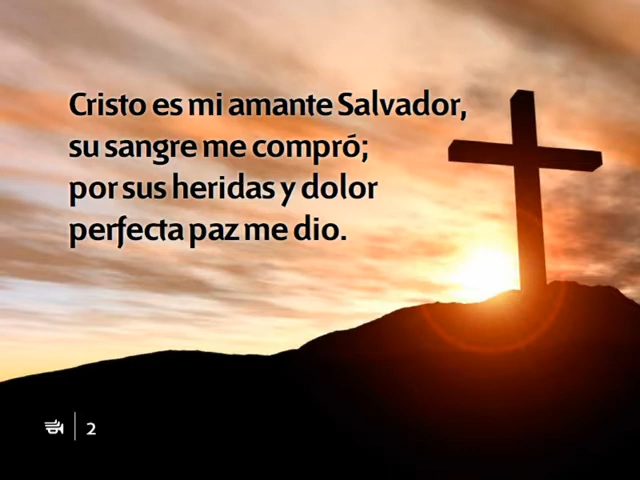 Cristo es mi amante Salvador,
su sangre me compró;
por sus heridas y dolor
perfecta paz me dio.
2